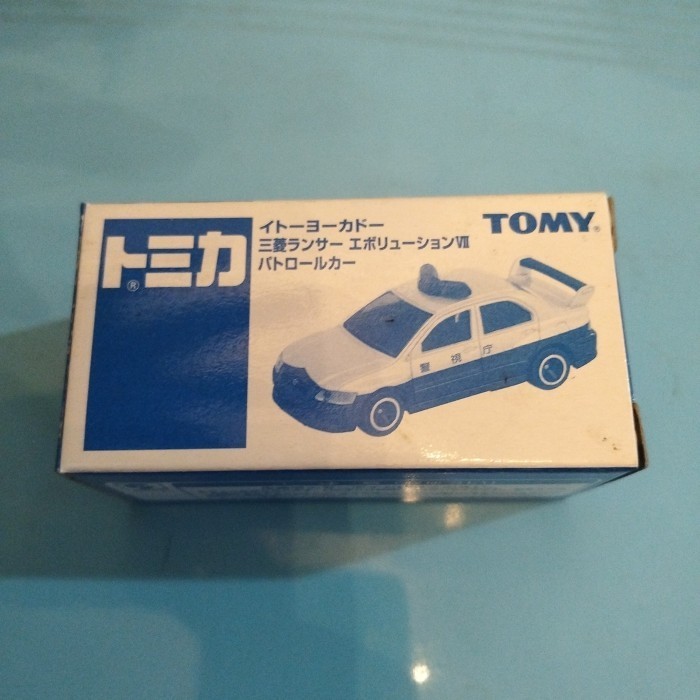 トミカ
®
イトーヨーカドー
三菱ランサー エボリューションⅦ
パトロールカー
TOMY®
警視庁